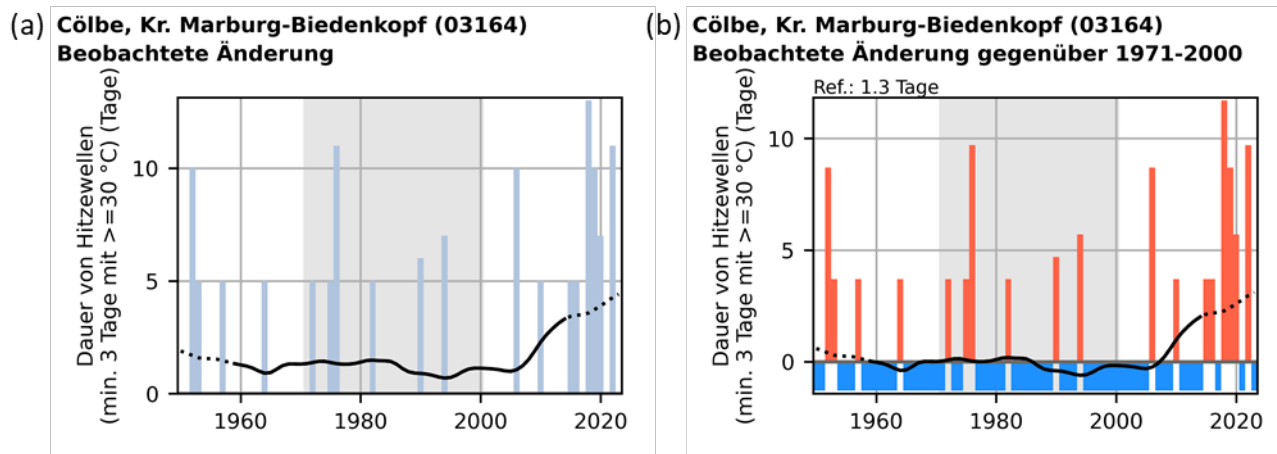 (a)
Cölbe, Kr. Marburg-Biedenkopf (03164)
Beobachtete Änderung
Dauer von Hitzewellen
(min. 3 Tage mit >=30 °C) (Tage)
10
5
0
1960
1980
2000
2020
(b)
Cölbe, Kr. Marburg-Biedenkopf (03164)
Beobachtete Änderung gegenüber 1971-2000
Ref.: 1.3 Tage
Dauer von Hitzewellen
(min. 3 Tage mit >=30 °C) (Tage)
10
5
0
1960
1980
2000
2020